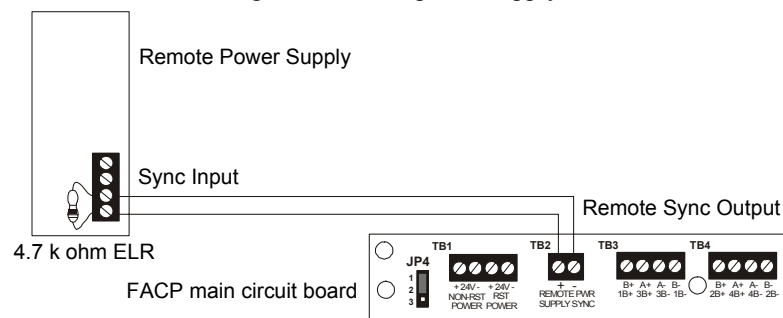 Remote Power Supply
Sync Input
Remote Sync Output
4.7 k ohm ELR
TB1 TB2 TB3 TB4
JP4
1
2
3
FACP main circuit board
+ 24V - + 24V -
NON-RST RST
POWER POWER
+ -
REMOTE PWR
SUPPLY SYNC
B+ A+ A- B-
1B+ 3B+ 3B- 1B-
B+ A+ A- B-
2B+ 4B+ 4B- 2B-